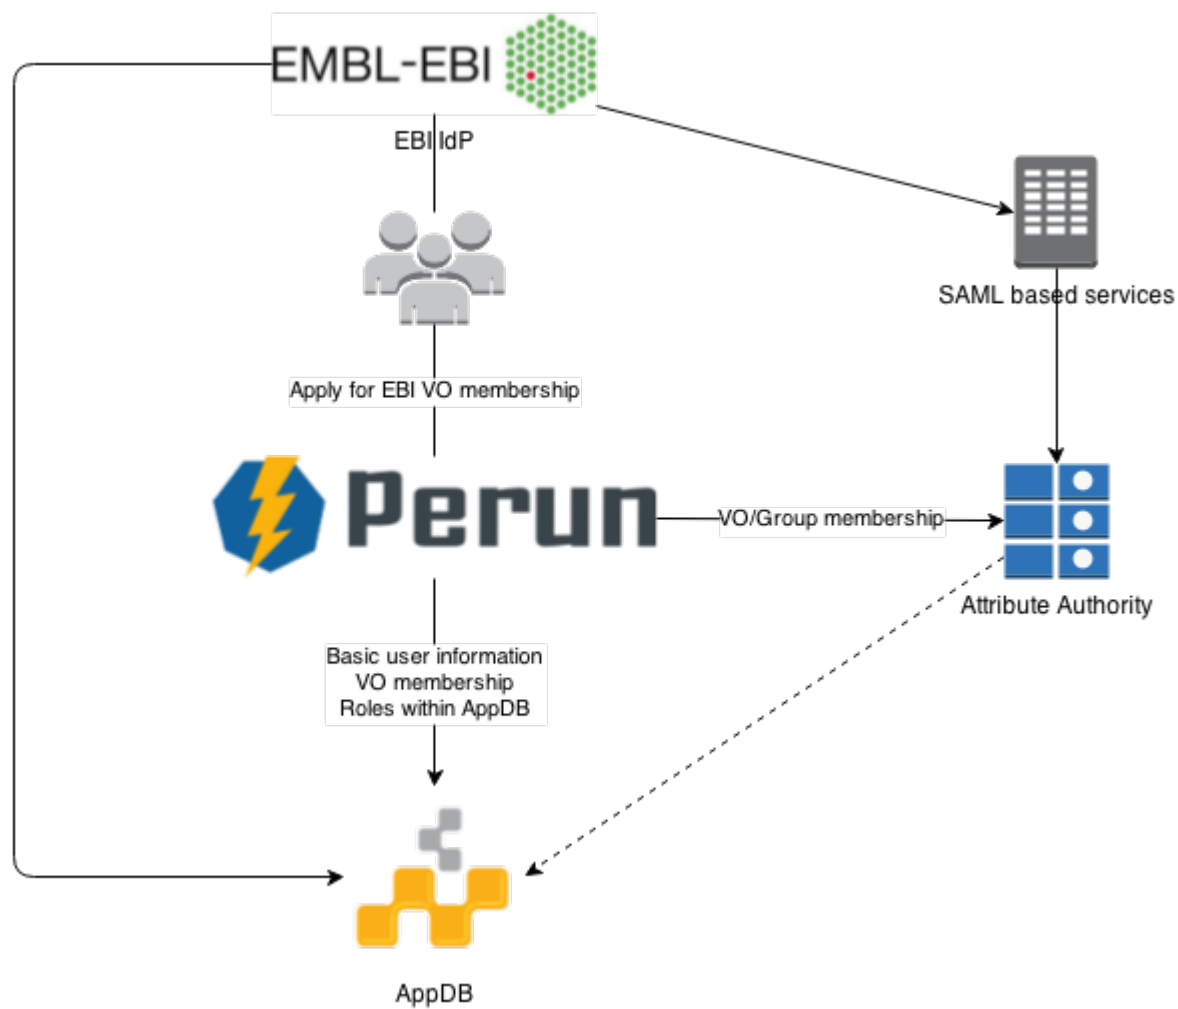 EMBL-EBI
EBI IdP
SAML based services
Apply for EBI VO membership
Perun
VO/Group membership
Attribute Authority
Basic user information
VO membership
Roles within AppDB
AppDB